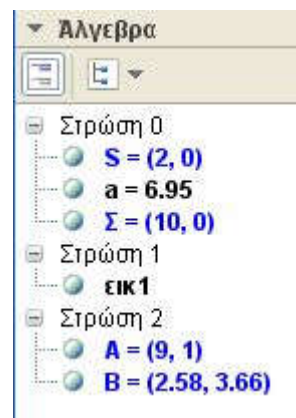 Άλγεβρα
Στρώση 0
S = (2, 0)
a = 6.95
Σ = (10, 0)
Στρώση 1
εικ1
Στρώση 2
A = (9, 1)
B = (2.58, 3.66)